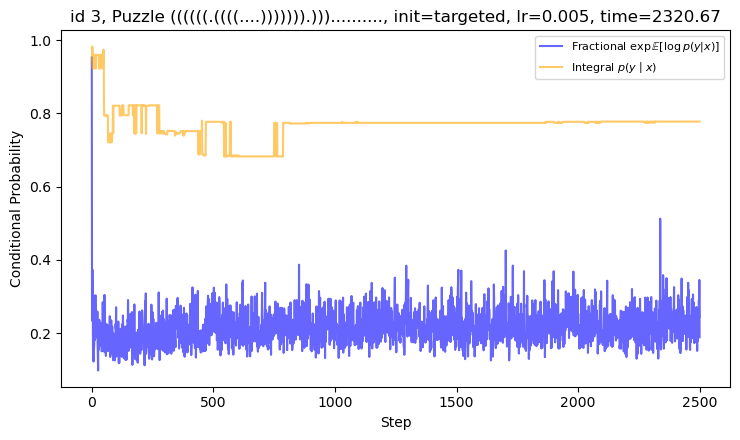 id 3, Puzzle ((((((.((((....))))))).))).........., init=targeted, lr=0.005, time=2320.67
Fractional exp𝔼[log p(y|x)]
Integral p(y | x)
Conditional Probability
1.0
0.8
0.6
0.4
0.2
0
500
1000
1500
2000
2500
Step